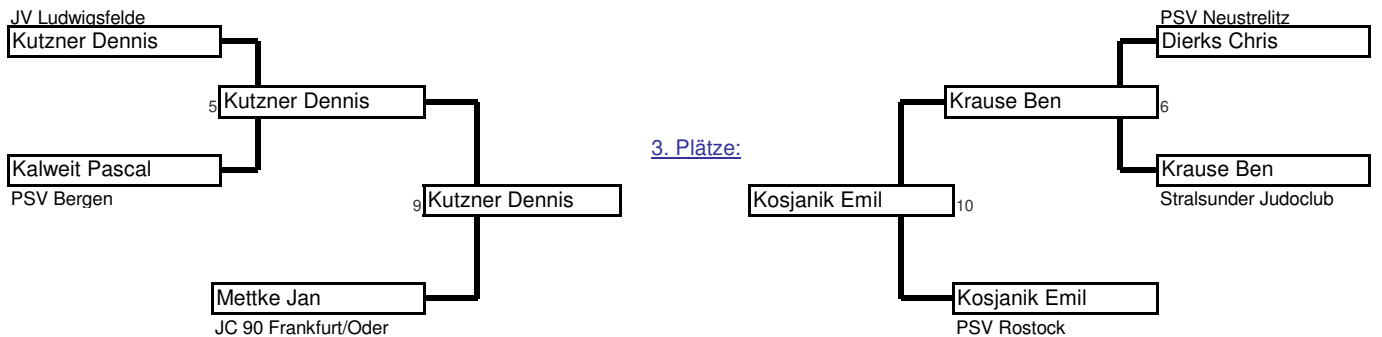 JV Ludwigsfelde
Kutzner Dennis
5 Kutzner Dennis
Kalweit Pascal
PSV Bergen
9 Kutzner Dennis
Mettke Jan
JC 90 Frankfurt/Oder
3. Plätze:
PSV Neustrelitz
Dierks Chris
Krause Ben 6
Krause Ben
Stralsunder Judoclub
Kosjanik Emil 10
Kosjanik Emil
PSV Rostock